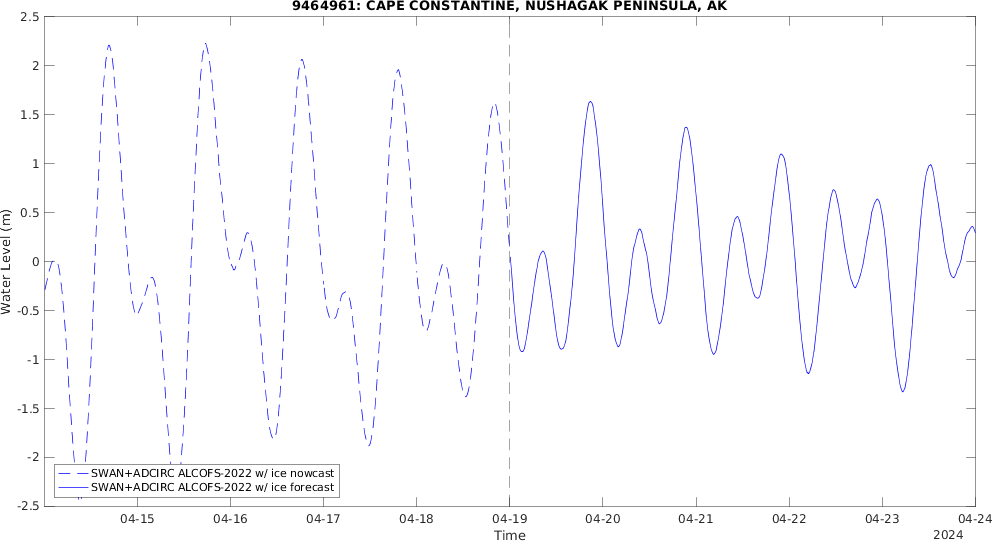 9464961: CAPE CONSTANTINE, NUSHAGAK PENINSULA, AK
Water Level (m)
2.5
2
1.5
1
0.5
0
-0.5
-1
-1.5
-2
-2.5
SWAN+ADCIRC ALCOFS-2022 w/ ice nowcast
SWAN+ADCIRC ALCOFS-2022 w/ ice forecast
04-15 04-16 04-17 04-18 04-19 04-20 04-21 04-22 04-23 04-24
Time
2024